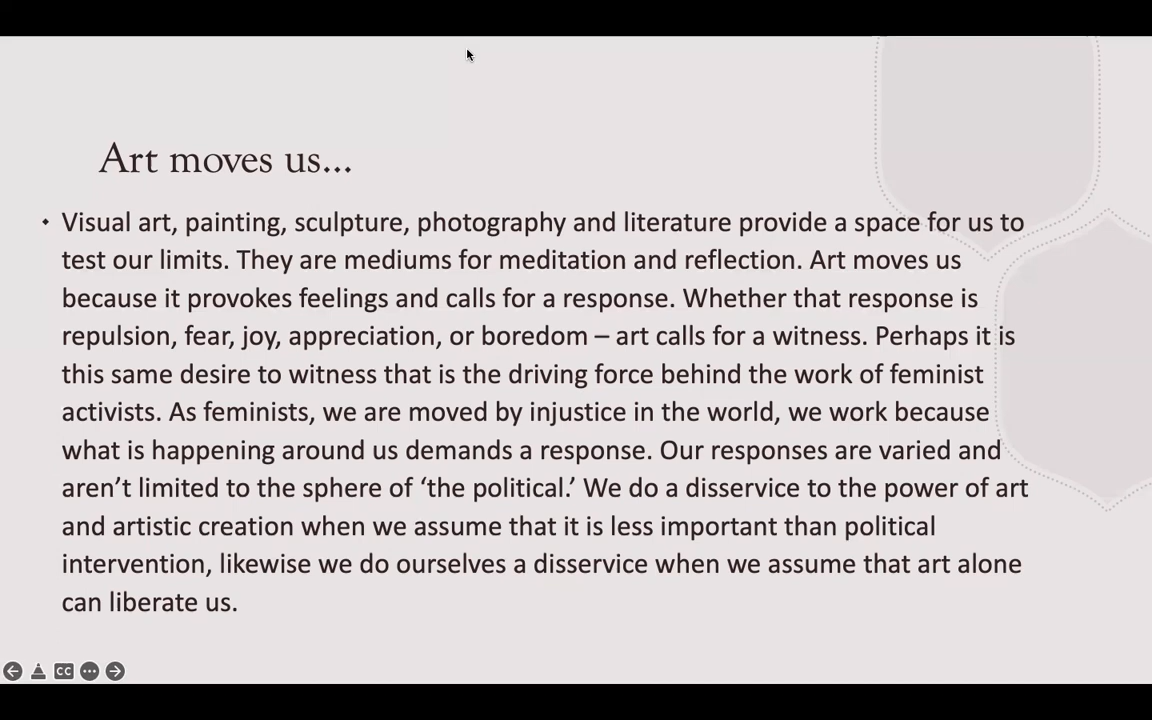 Art moves us...
Visual art, painting, sculpture, photography and literature provide a space for us to
test our limits. They are mediums for meditation and reflection. Art moves us
because it provokes feelings and calls for a response. Whether that response is
repulsion, fear, joy, appreciation, or boredom – art calls for a witness. Perhaps it is
this same desire to witness that is the driving force behind the work of feminist
activists. As feminists, we are moved by injustice in the world, we work because
what is happening around us demands a response. Our responses are varied and
aren’t limited to the sphere of ‘the political.’ We do a disservice to the power of art
and artistic creation when we assume that it is less important than political
intervention, likewise we do ourselves a disservice when we assume that art alone
can liberate us.
CC